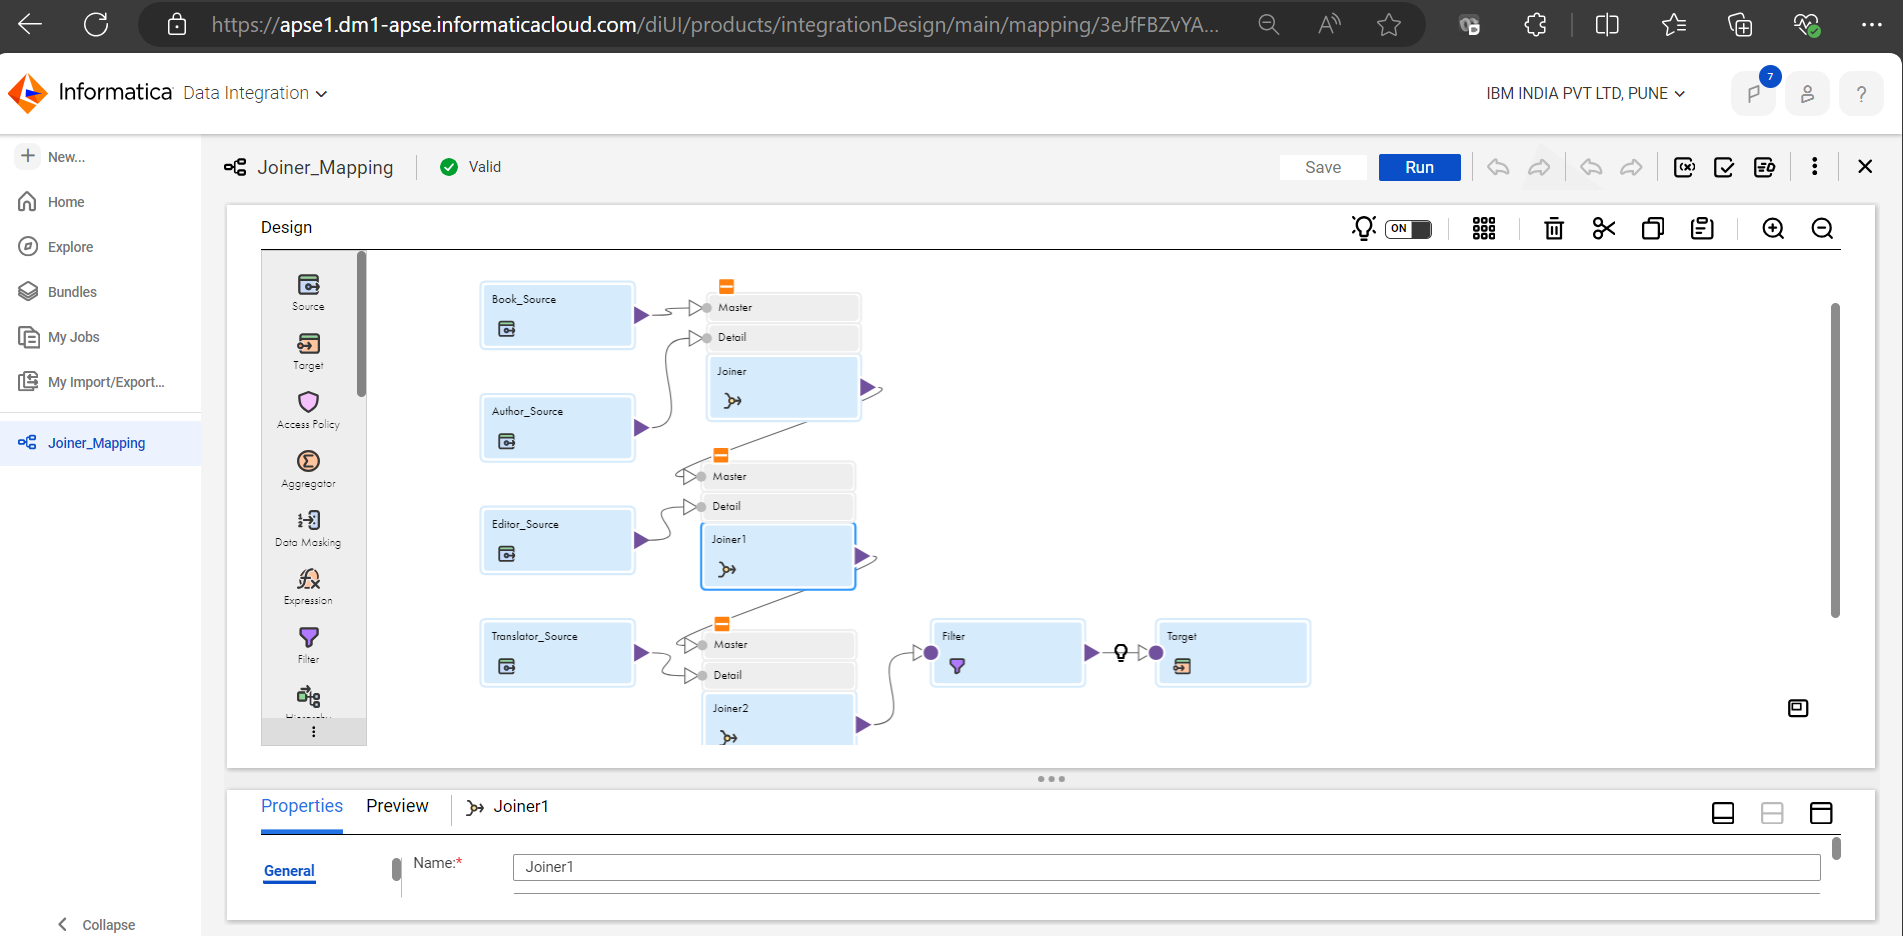 https://apse1.dm1-apse.informaticacloud.com/diUI/products/integrationDesign/main/mapping/3eJfFBZvYA...
Informatica Data Integration
IBM INDIA PVT LTD, PUNE
7
?
New...
Home
Explore
Bundles
My Jobs
My Import/Export...
Joiner_Mapping
Collapse
Joiner_Mapping
Valid
Save
Run
Design
ON
Source
Target
Access Policy
Aggregator
Data Masking
Expression
Filter
Hierarchy
Book_Source
Master
Detail
Joiner
Author_Source
Master
Detail
Joiner1
Editor_Source
Translator_Source
Master
Detail
Joiner2
Filter
Target
Properties
Preview
Joiner1
General
Name:*
Joiner1